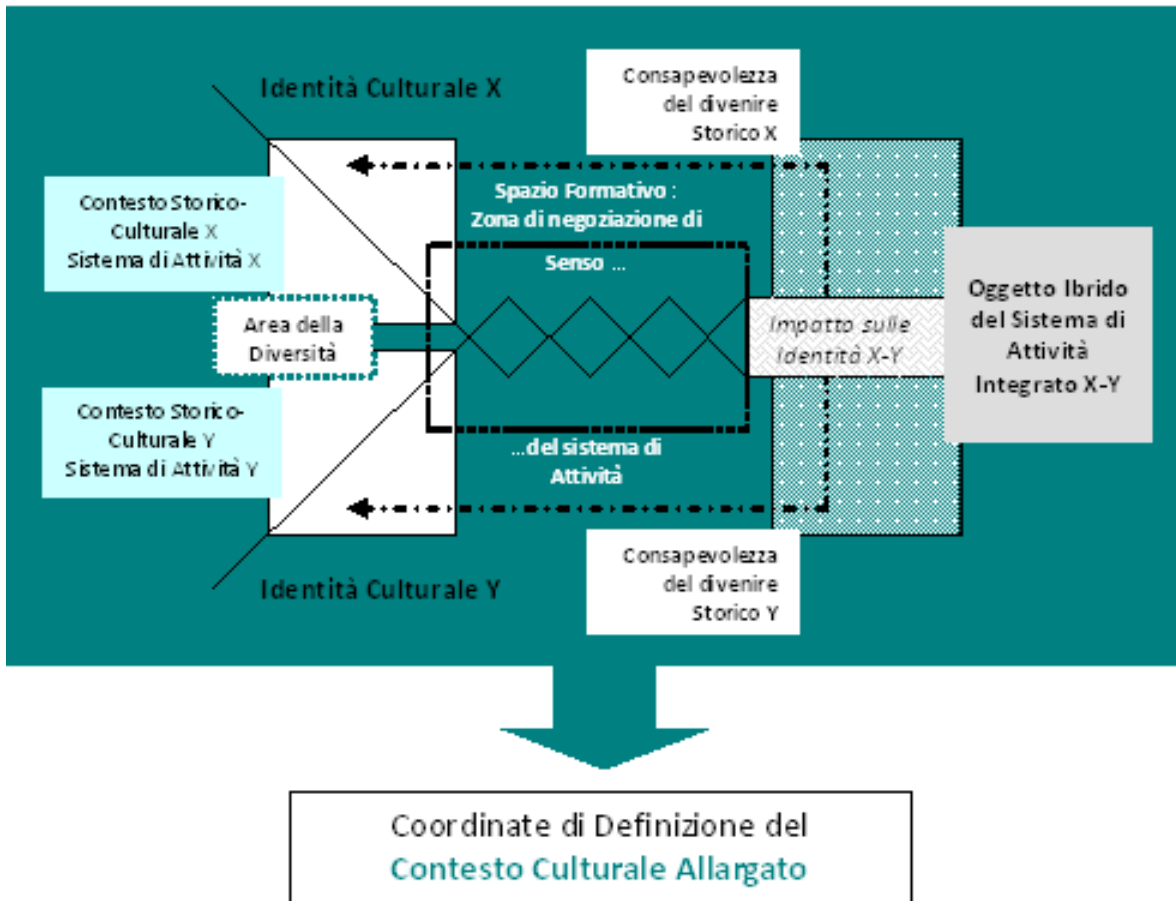 Identità Culturale X
Consapevolezza
del divenire
Storico X
Contesto Storico-
Culturale X
Sistema di Attività X
Spazio Formativo :
Zona di negoziazione di
Senso ...
Area della
Diversità
Impatto sulle
Identità X-Y
Oggetto Ibrido
del Sistema di
Attività
Integrato X-Y
Contesto Storico-
Culturale Y
Sistema di Attività Y
...del sistema di
Attività
Identità Culturale Y
Consapevolezza
del divenire
Storico Y
Coordinate di Definizione del
Contesto Culturale Allargato